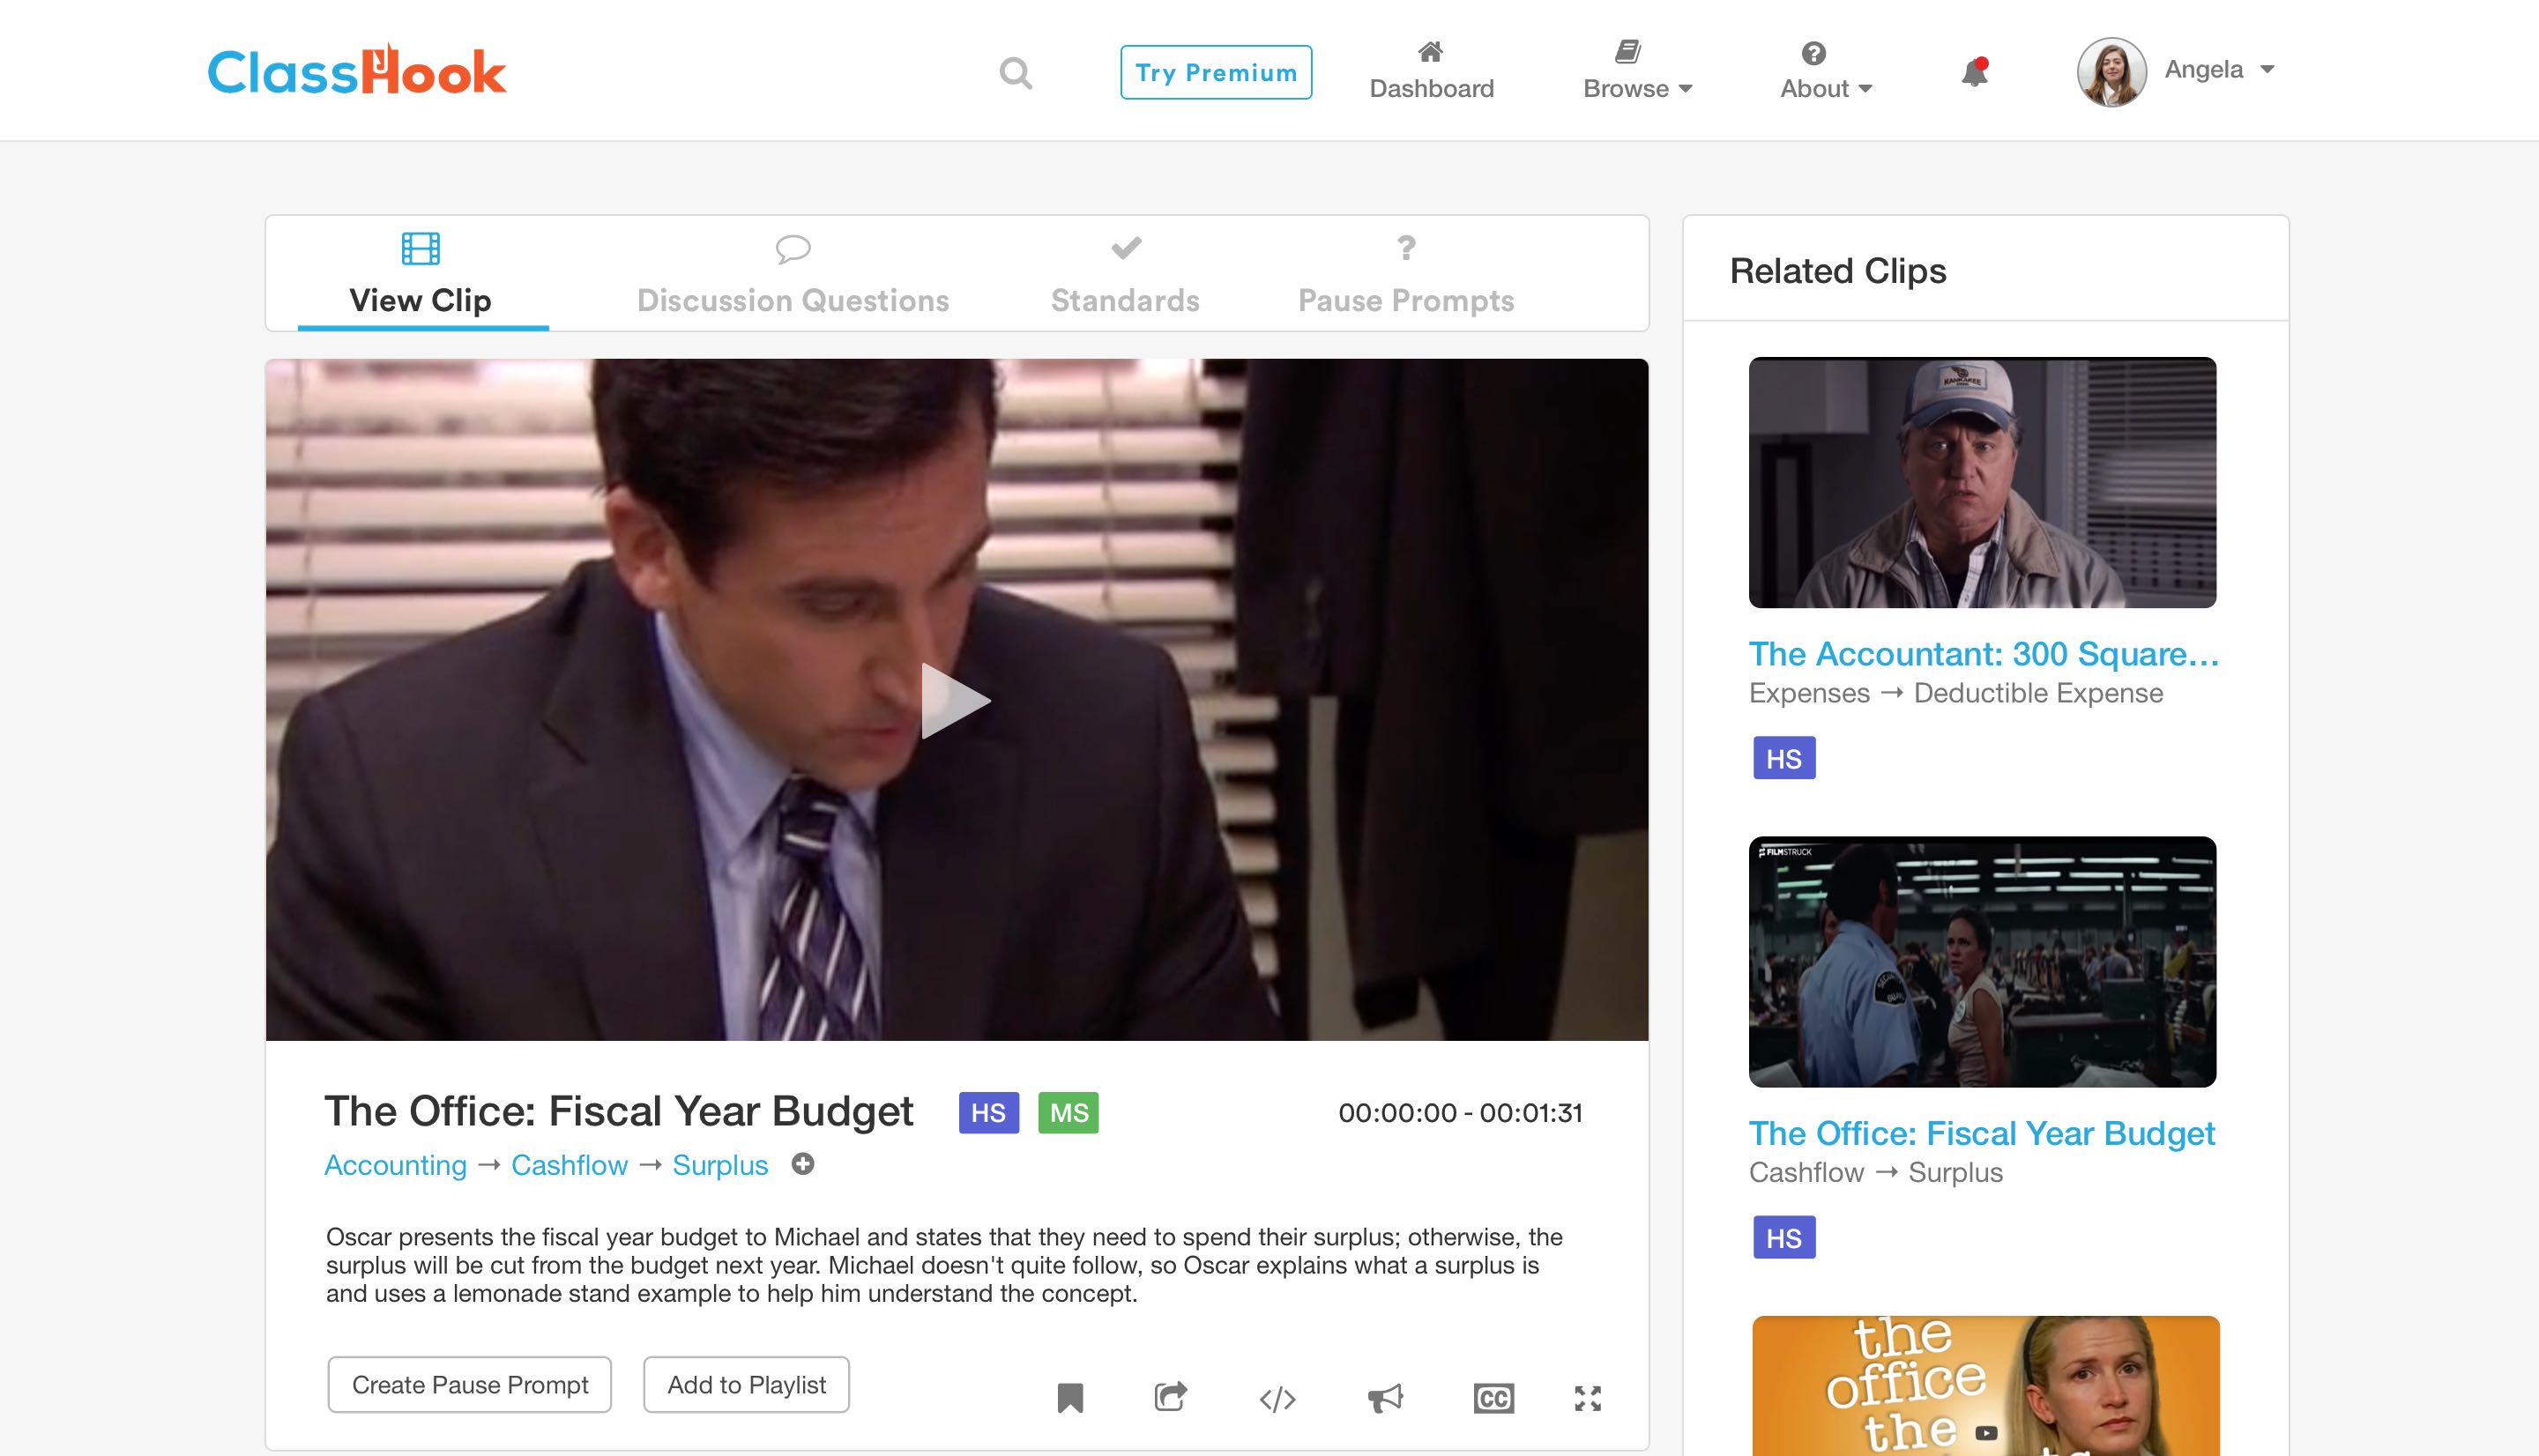 ClassHook
Try Premium
Dashboard
Browse
About
Angela
View Clip
Discussion Questions
Standards
Pause Prompts
The Office: Fiscal Year Budget
HS
MS
00:00:00 - 00:01:31
Accounting → Cashflow → Surplus
Oscar presents the fiscal year budget to Michael and states that they need to spend their surplus; otherwise, the
surplus will be cut from the budget next year. Michael doesn't quite follow, so Oscar explains what a surplus is
and uses a lemonade stand example to help him understand the concept.
Create Pause Prompt
Add to Playlist
</>
CC
Related Clips
KANKAKEE
The Accountant: 300 Square...
Expenses → Deductible Expense
HS
FILMSTRUCK
The Office: Fiscal Year Budget
Cashflow → Surplus
HS
the
office
the